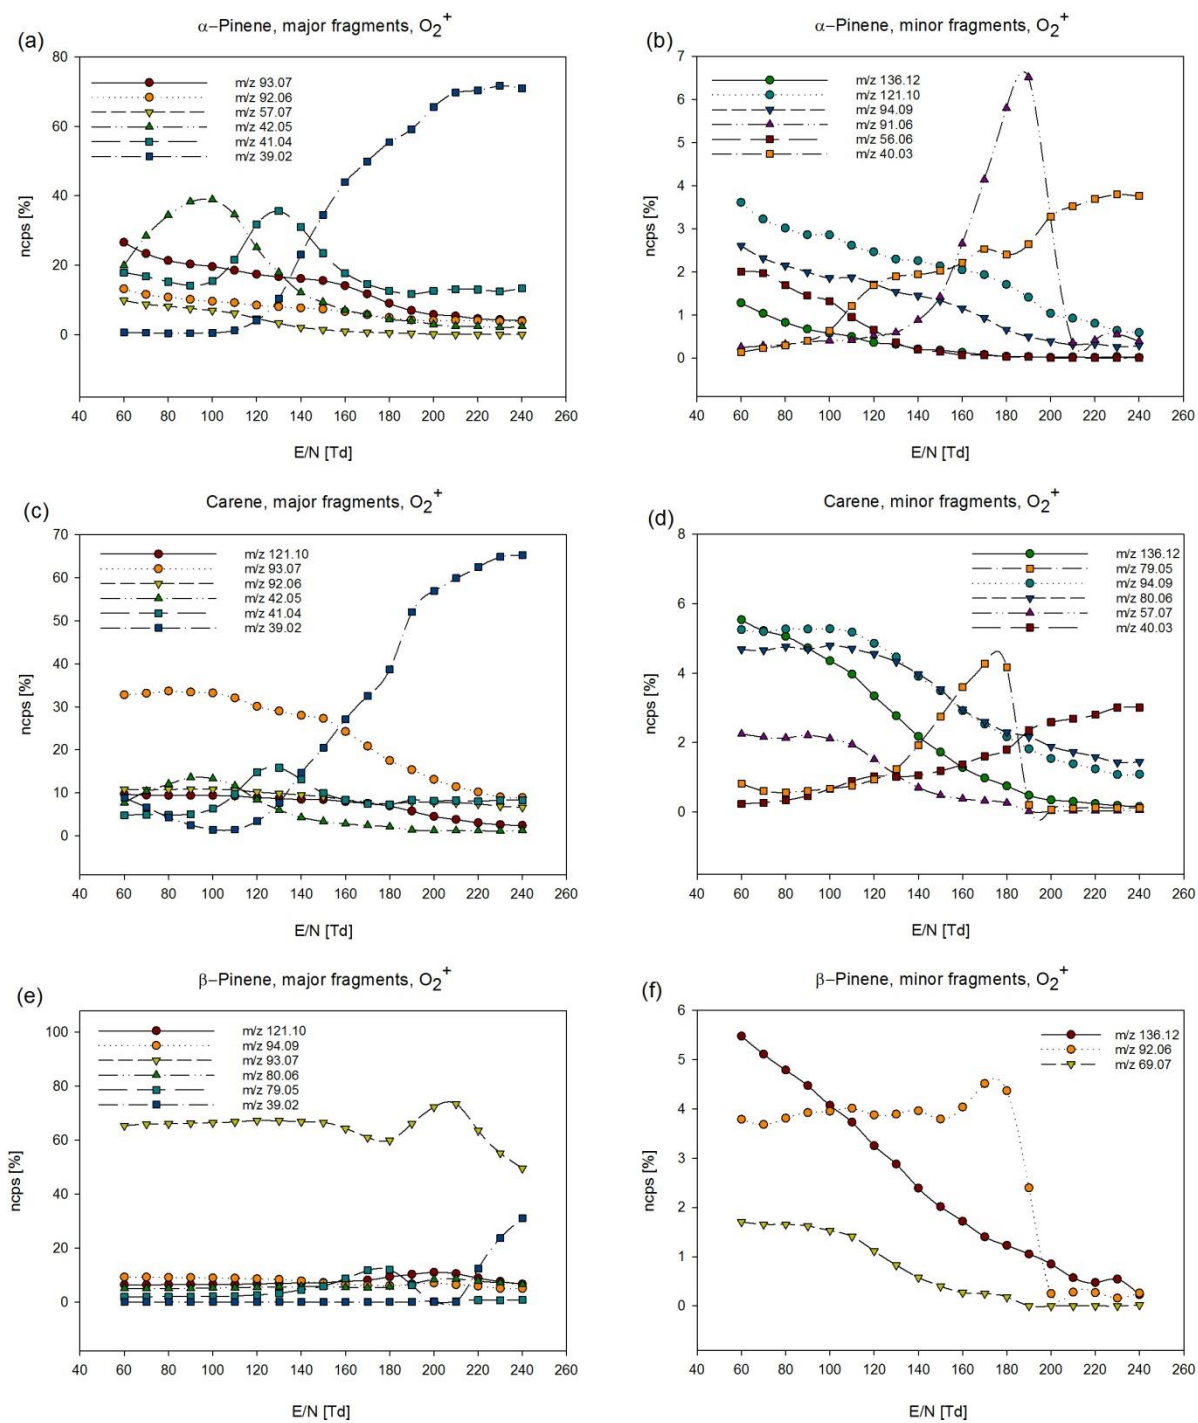 (a)
α−Pinene, major fragments, O₂⁺
80
60
40
20
0
ncps [%]
m/z 93.07
m/z 92.06
m/z 57.07
m/z 42.05
m/z 41.04
m/z 39.02
40 60 80 100 120 140 160 180 200 220 240 260
E/N [Td]
(b)
α−Pinene, minor fragments, O₂⁺
7
6
5
4
3
2
1
0
ncps [%]
m/z 136.12
m/z 121.10
m/z 94.09
m/z 91.06
m/z 56.06
m/z 40.03
40 60 80 100 120 140 160 180 200 220 240 260
E/N [Td]
(c)
Carene, major fragments, O₂⁺
70
60
50
40
30
20
10
0
ncps [%]
m/z 121.10
m/z 93.07
m/z 92.06
m/z 42.05
m/z 41.04
m/z 39.02
40 60 80 100 120 140 160 180 200 220 240 260
E/N [Td]
(d)
Carene, minor fragments, O₂⁺
8
6
4
2
0
ncps [%]
m/z 136.12
m/z 79.05
m/z 94.09
m/z 80.06
m/z 57.07
m/z 40.03
40 60 80 100 120 140 160 180 200 220 240 260
E/N [Td]
(e)
β−Pinene, major fragments, O₂⁺
100
80
60
40
20
0
ncps [%]
m/z 121.10
m/z 94.09
m/z 93.07
m/z 80.06
m/z 79.05
m/z 39.02
40 60 80 100 120 140 160 180 200 220 240 260
E/N [Td]
(f)
β−Pinene, minor fragments, O₂⁺
6
5
4
3
2
1
0
ncps [%]
m/z 136.12
m/z 92.06
m/z 69.07
40 60 80 100 120 140 160 180 200 220 240 260
E/N [Td]